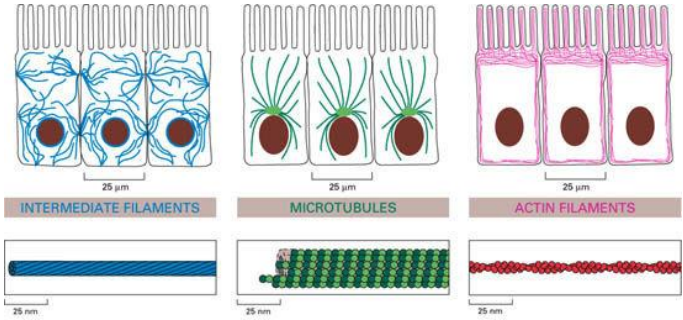 25 μm
25 μm
25 μm
INTERMEDIATE FILAMENTS
MICROTUBULES
ACTIN FILAMENTS
25 nm
25 nm
25 nm